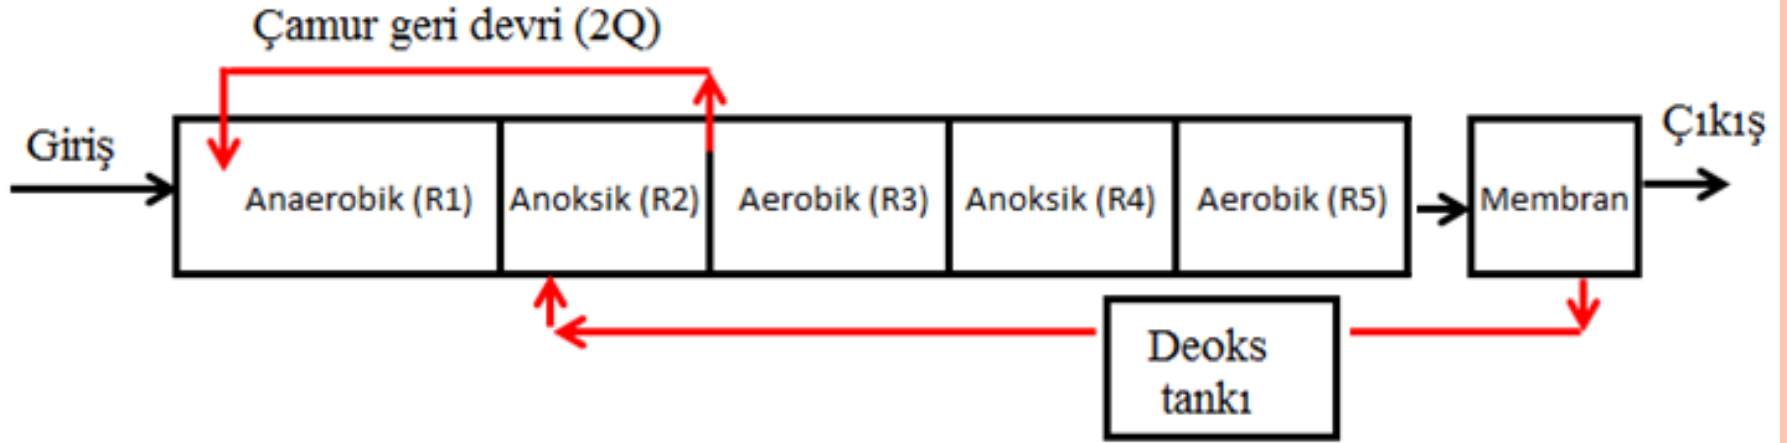 Çamur geri devri (2Q)
Giriş
Anaerobik (R1)
Anoksik (R2)
Aerobik (R3)
Anoksik (R4)
Aerobik (R5)
Membran
Çıkış
Deoks
tankı